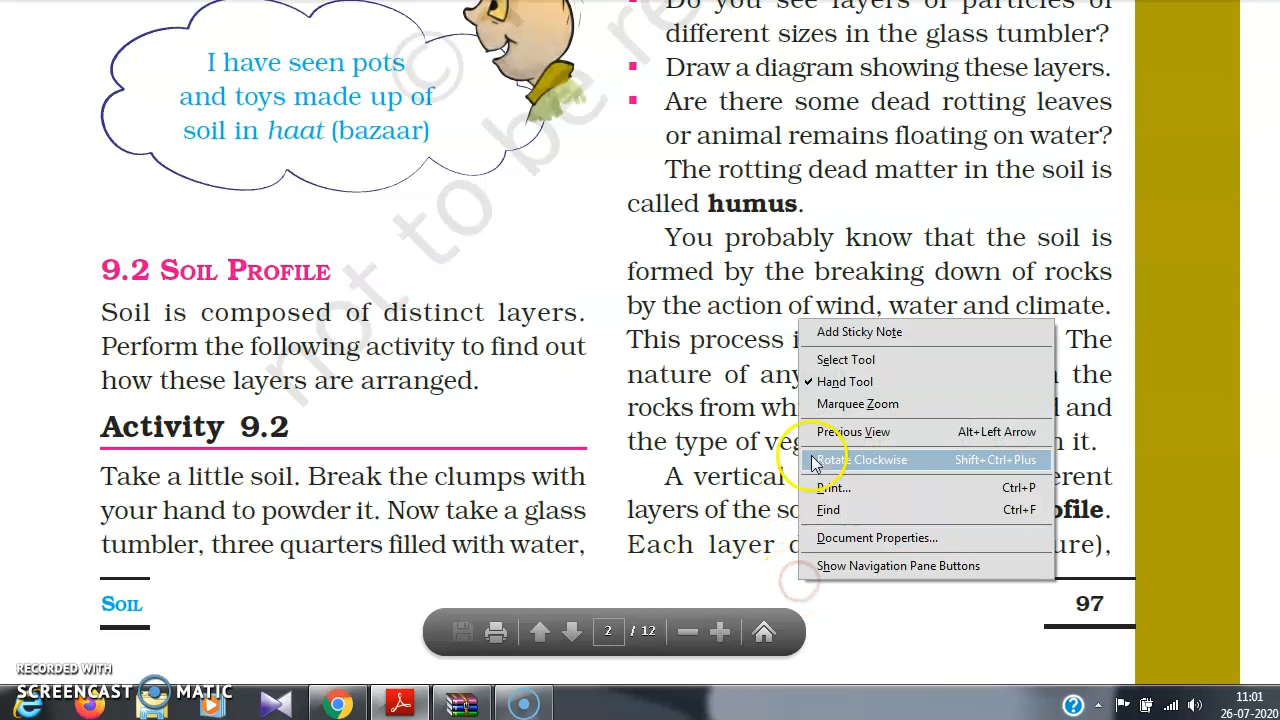 I have seen pots
and toys made up of
soil in haat (bazaar)
9.2 SOIL PROFILE
Soil is composed of distinct layers.
Perform the following activity to find out
how these layers are arranged.
Activity 9.2
Take a little soil. Break the clumps with
your hand to powder it. Now take a glass
tumbler, three quarters filled with water,
SOIL
Do you see layers of particles of
different sizes in the glass tumbler?
Draw a diagram showing these layers.
Are there some dead rotting leaves
or animal remains floating on water?
The rotting dead matter in the soil is
called humus.
You probably know that the soil is
formed by the breaking down of rocks
by the action of wind, water and climate.
This process The
nature of any the
rocks from and
the type of it.
A vertical
layers of the
Each layer
97
© not to be re
Add Sticky Note
Select Tool
Hand Tool
Marquee Zoom
Previous View Alt+Left Arrow
Rotate Clockwise Shift+Ctrl+Plus
Print... Ctrl+P
Find Ctrl+F
Document Properties...
Show Navigation Pane Buttons
2 / 12
RECORDED WITH
SCREENCAST MATIC
11:01
26-07-2020